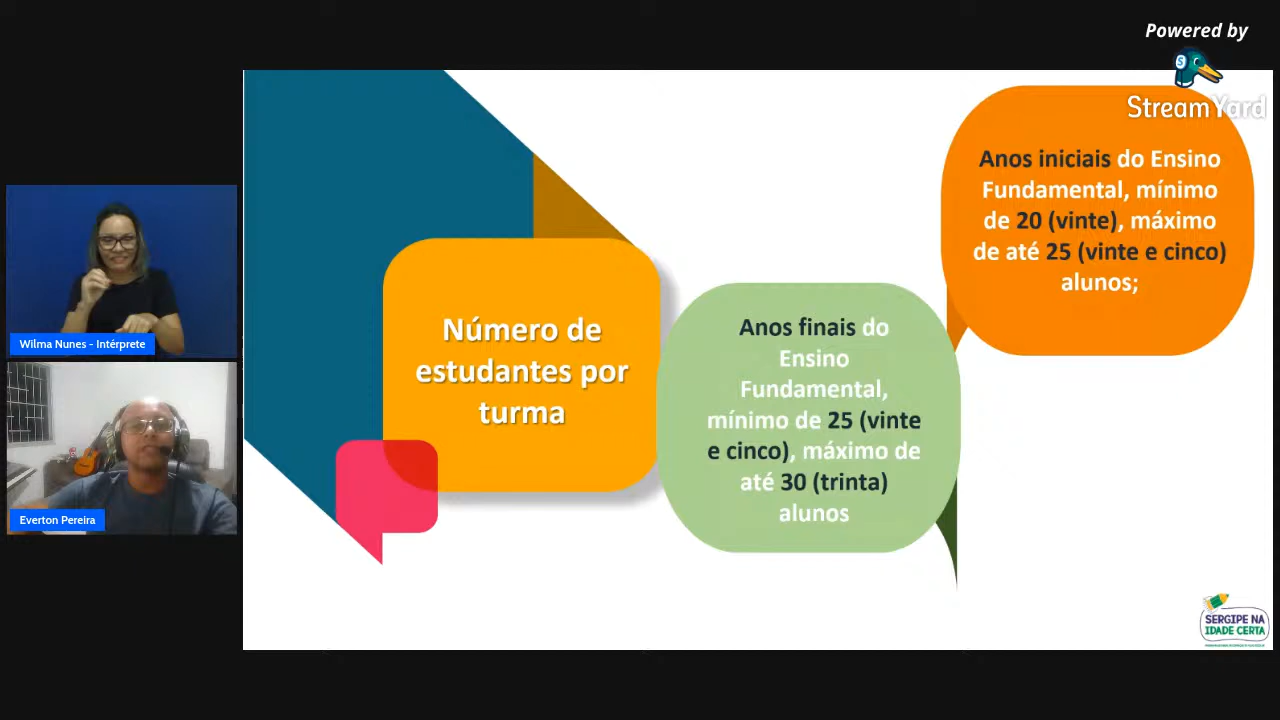 Powered by
StreamYard
Anos iniciais do Ensino
Fundamental, mínimo
de 20 (vinte), máximo
de até 25 (vinte e cinco)
alunos;
Número de
estudantes por
turma
Anos finais do
Ensino
Fundamental,
mínimo de 25 (vinte
e cinco), máximo de
até 30 (trinta)
alunos
Wilma Nunes - Intérprete
Everton Pereira
SERGIPE NA
IDADE CERTA